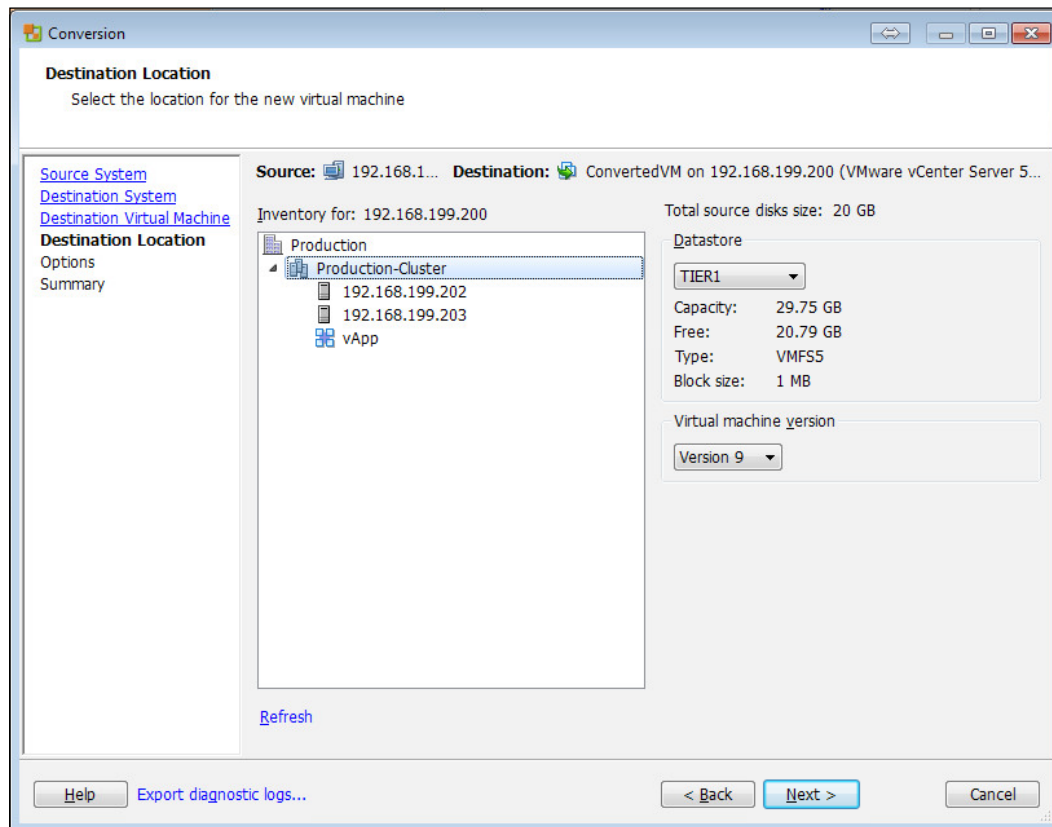 Conversion
Destination Location
Select the location for the new virtual machine
Source System
Destination System
Destination Virtual Machine
Destination Location
Options
Summary
Source: 192.168.1... Destination: ConvertedVM on 192.168.199.200 (VMware vCenter Server 5...
Inventory for: 192.168.199.200
Production
Production-Cluster
192.168.199.202
192.168.199.203
vApp
Refresh
Total source disks size: 20 GB
Datastore
TIER1
Capacity: 29.75 GB
Free: 20.79 GB
Type: VMFS5
Block size: 1 MB
Virtual machine version
Version 9
Help Export diagnostic logs... < Back Next > Cancel